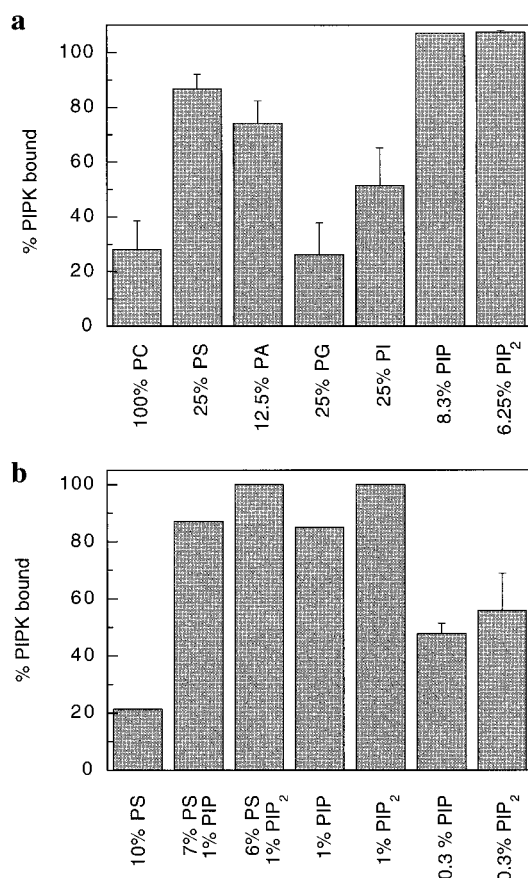 a
% PIPK bound
100
80
60
40
20
0
100% PC
25% PS
12.5% PA
25% PG
25% PI
8.3% PIP
6.25% PIP₂
b
% PIPK bound
100
80
60
40
20
0
10% PS
7% PS
1% PIP
6% PS
1% PIP₂
1% PIP
1% PIP₂
0.3 % PIP
0.3% PIP₂